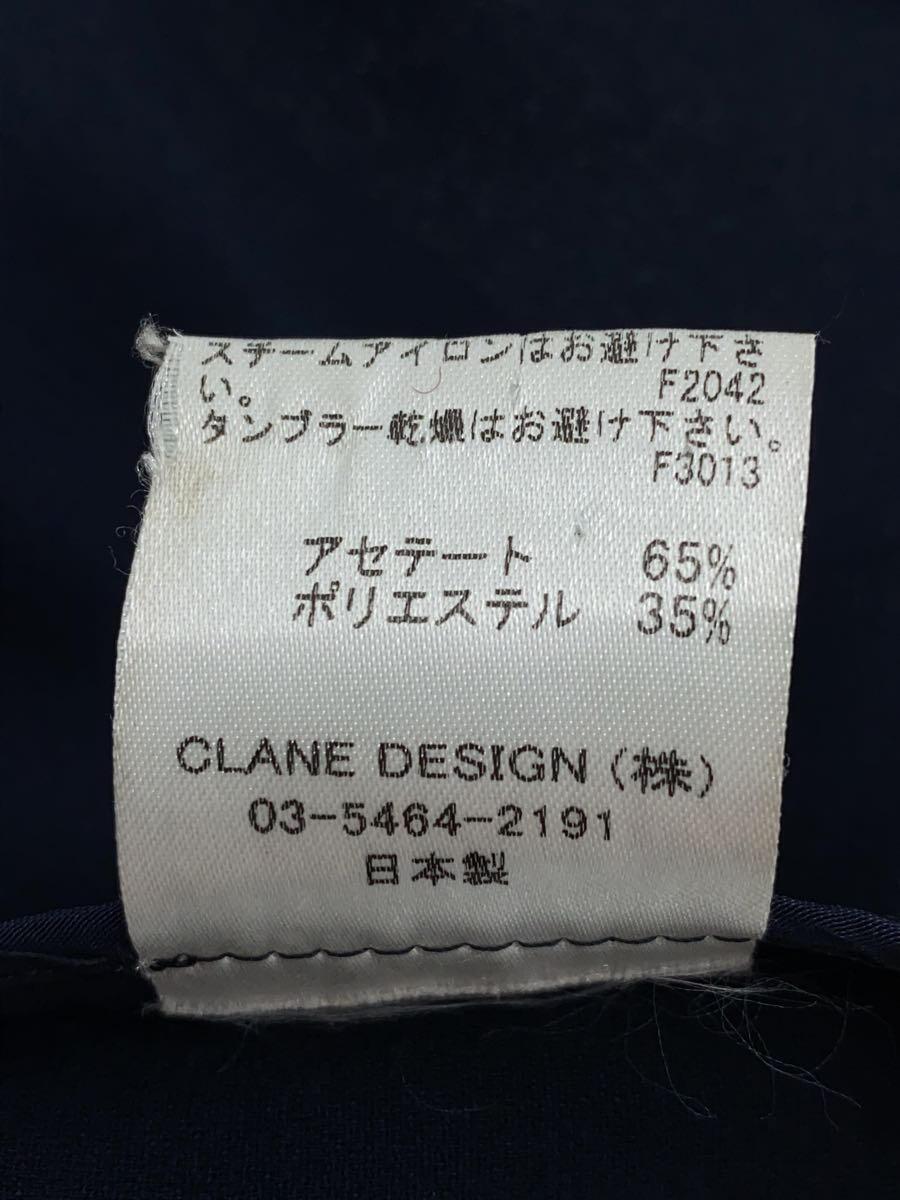 スチームアイロンはお避け下さ
い。 F2042
タンブラー乾燥はお避け下さい。
F3013
アセテート 65%
ポリエステル 35%
CLANE DESIGN (株)
03-5464-2191
日本製